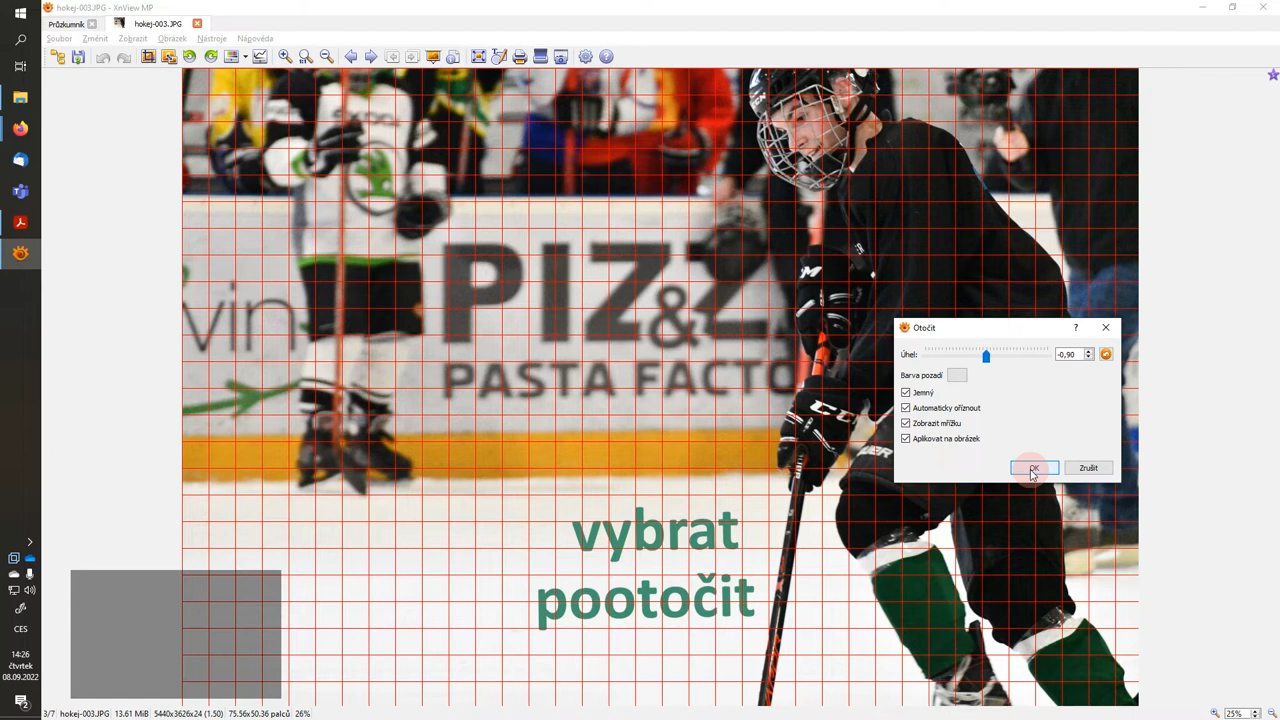 hokej-003.JPG - XnView MP
Průzkumník hokej-003.JPG
Soubor Změnit Zobrazit Obrázek Nástroje Nápověda
PIZ
&Z
PASTA FACTO
vin
CCM
Otočit ?
Úhel: -0,90
Barva pozadí
Jemný
Automaticky oříznout
Zobrazit mřížku
Aplikovat na obrázek
OK Zrušit
vybrat
pootočit
CES
14:26
čtvrtek
08.09.2022
2
3/7 hokej-003.JPG 13.61 MiB 5440x3626x24 (1.50) 75.56x50.36 palců 26%
25%